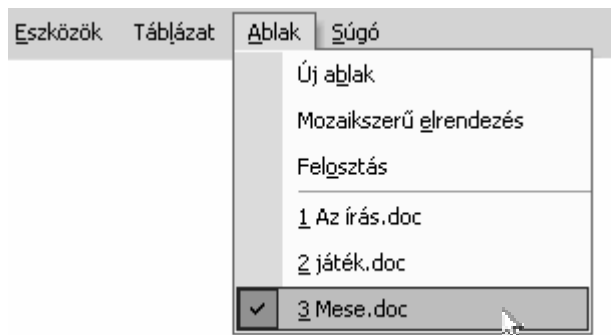 Eszközök Táblázat Ablak Súgó
Új ablak
Mozaikszerű elrendezés
Felosztás
1 Az írás.doc
2 játék.doc
3 Mese.doc